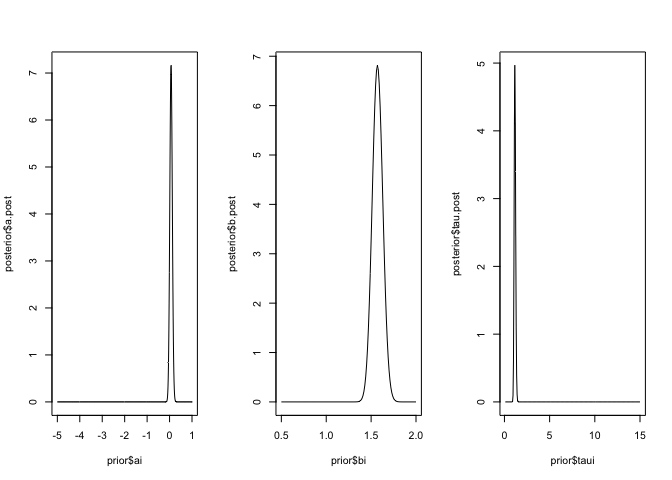 posterior$a.post
7
6
5
4
3
2
1
0
-5 -4 -3 -2 -1 0 1
prior$ai
posterior$b.post
7
6
5
4
3
2
1
0
0.5 1.0 1.5 2.0
prior$bi
posterior$tau.post
5
4
3
2
1
0
0 5 10 15
prior$taui